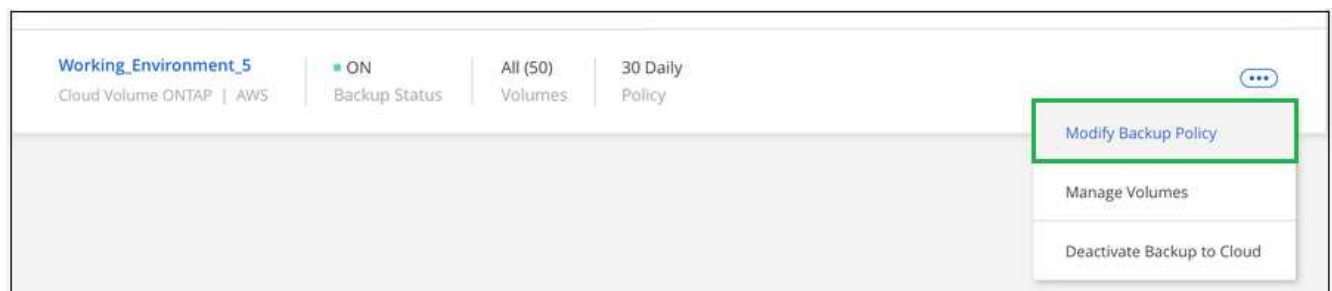 Working_Environment_5
Cloud Volume ONTAP | AWS
ON
Backup Status
All (50)
Volumes
30 Daily
Policy
Modify Backup Policy
Manage Volumes
Deactivate Backup to Cloud